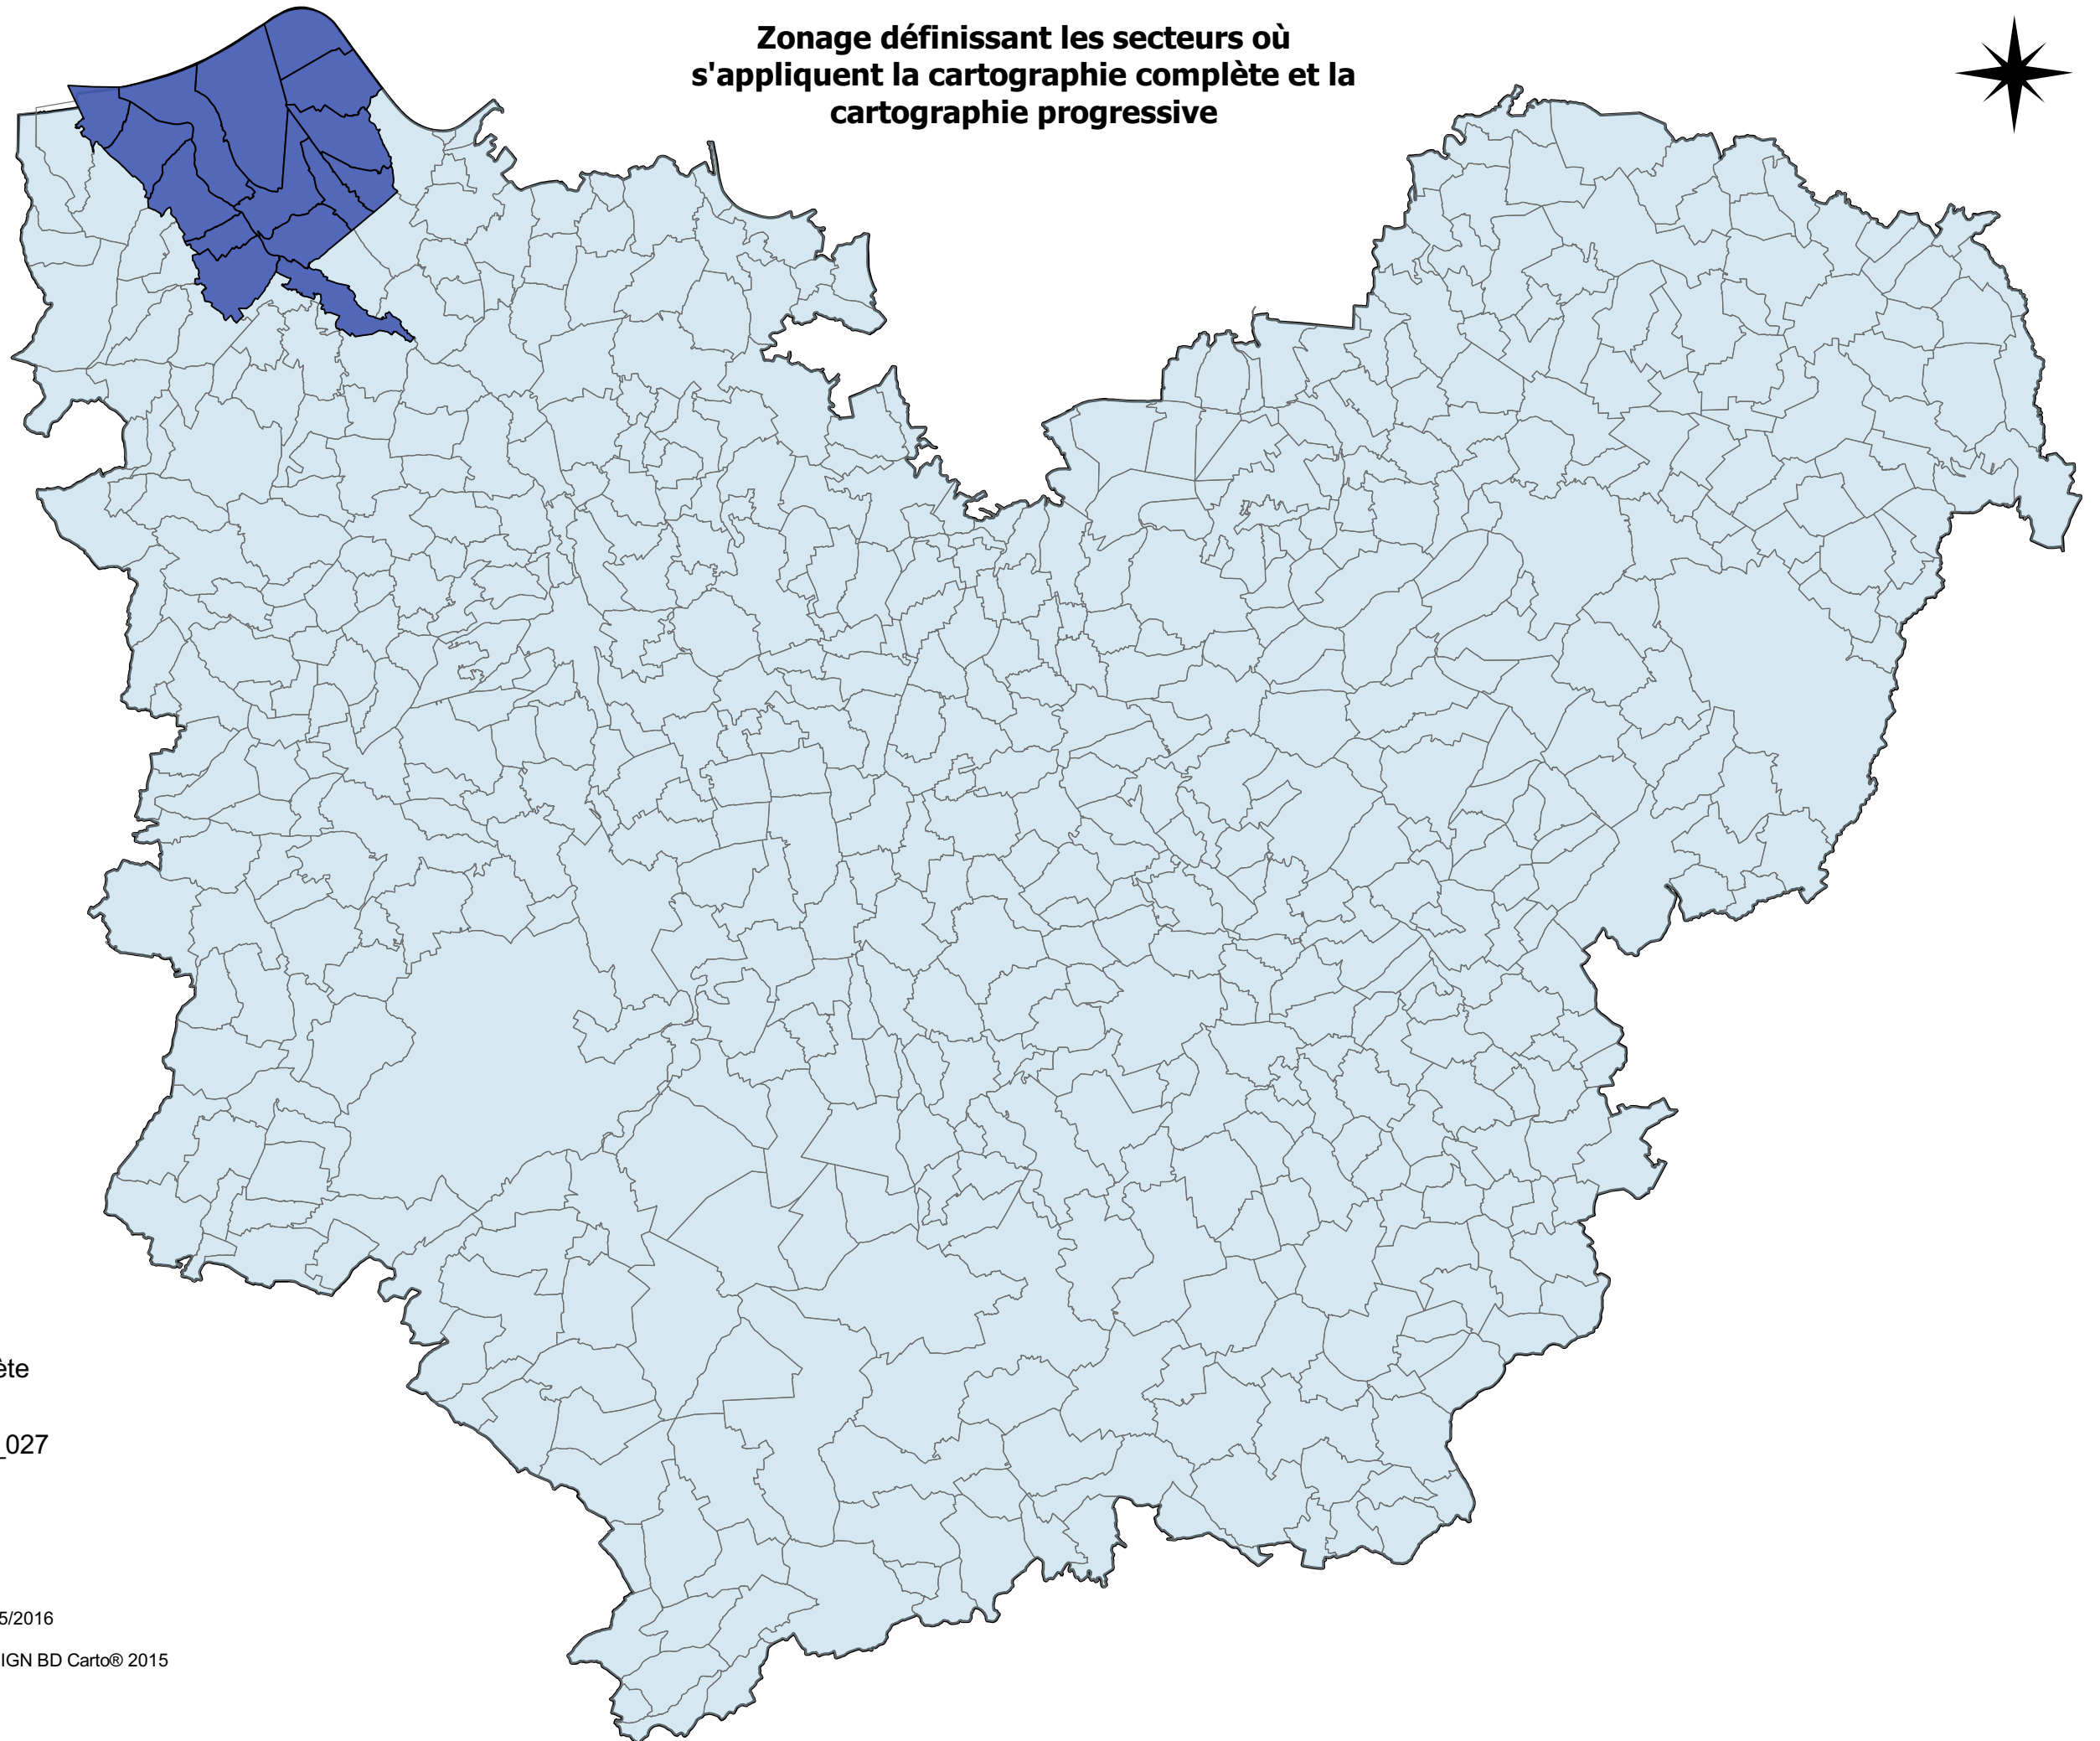 Zonage définissant les secteurs où
s'appliquent la cartographie complète et la
cartographie progressive
ète
_027
5/2016
IGN BD Carto® 2015